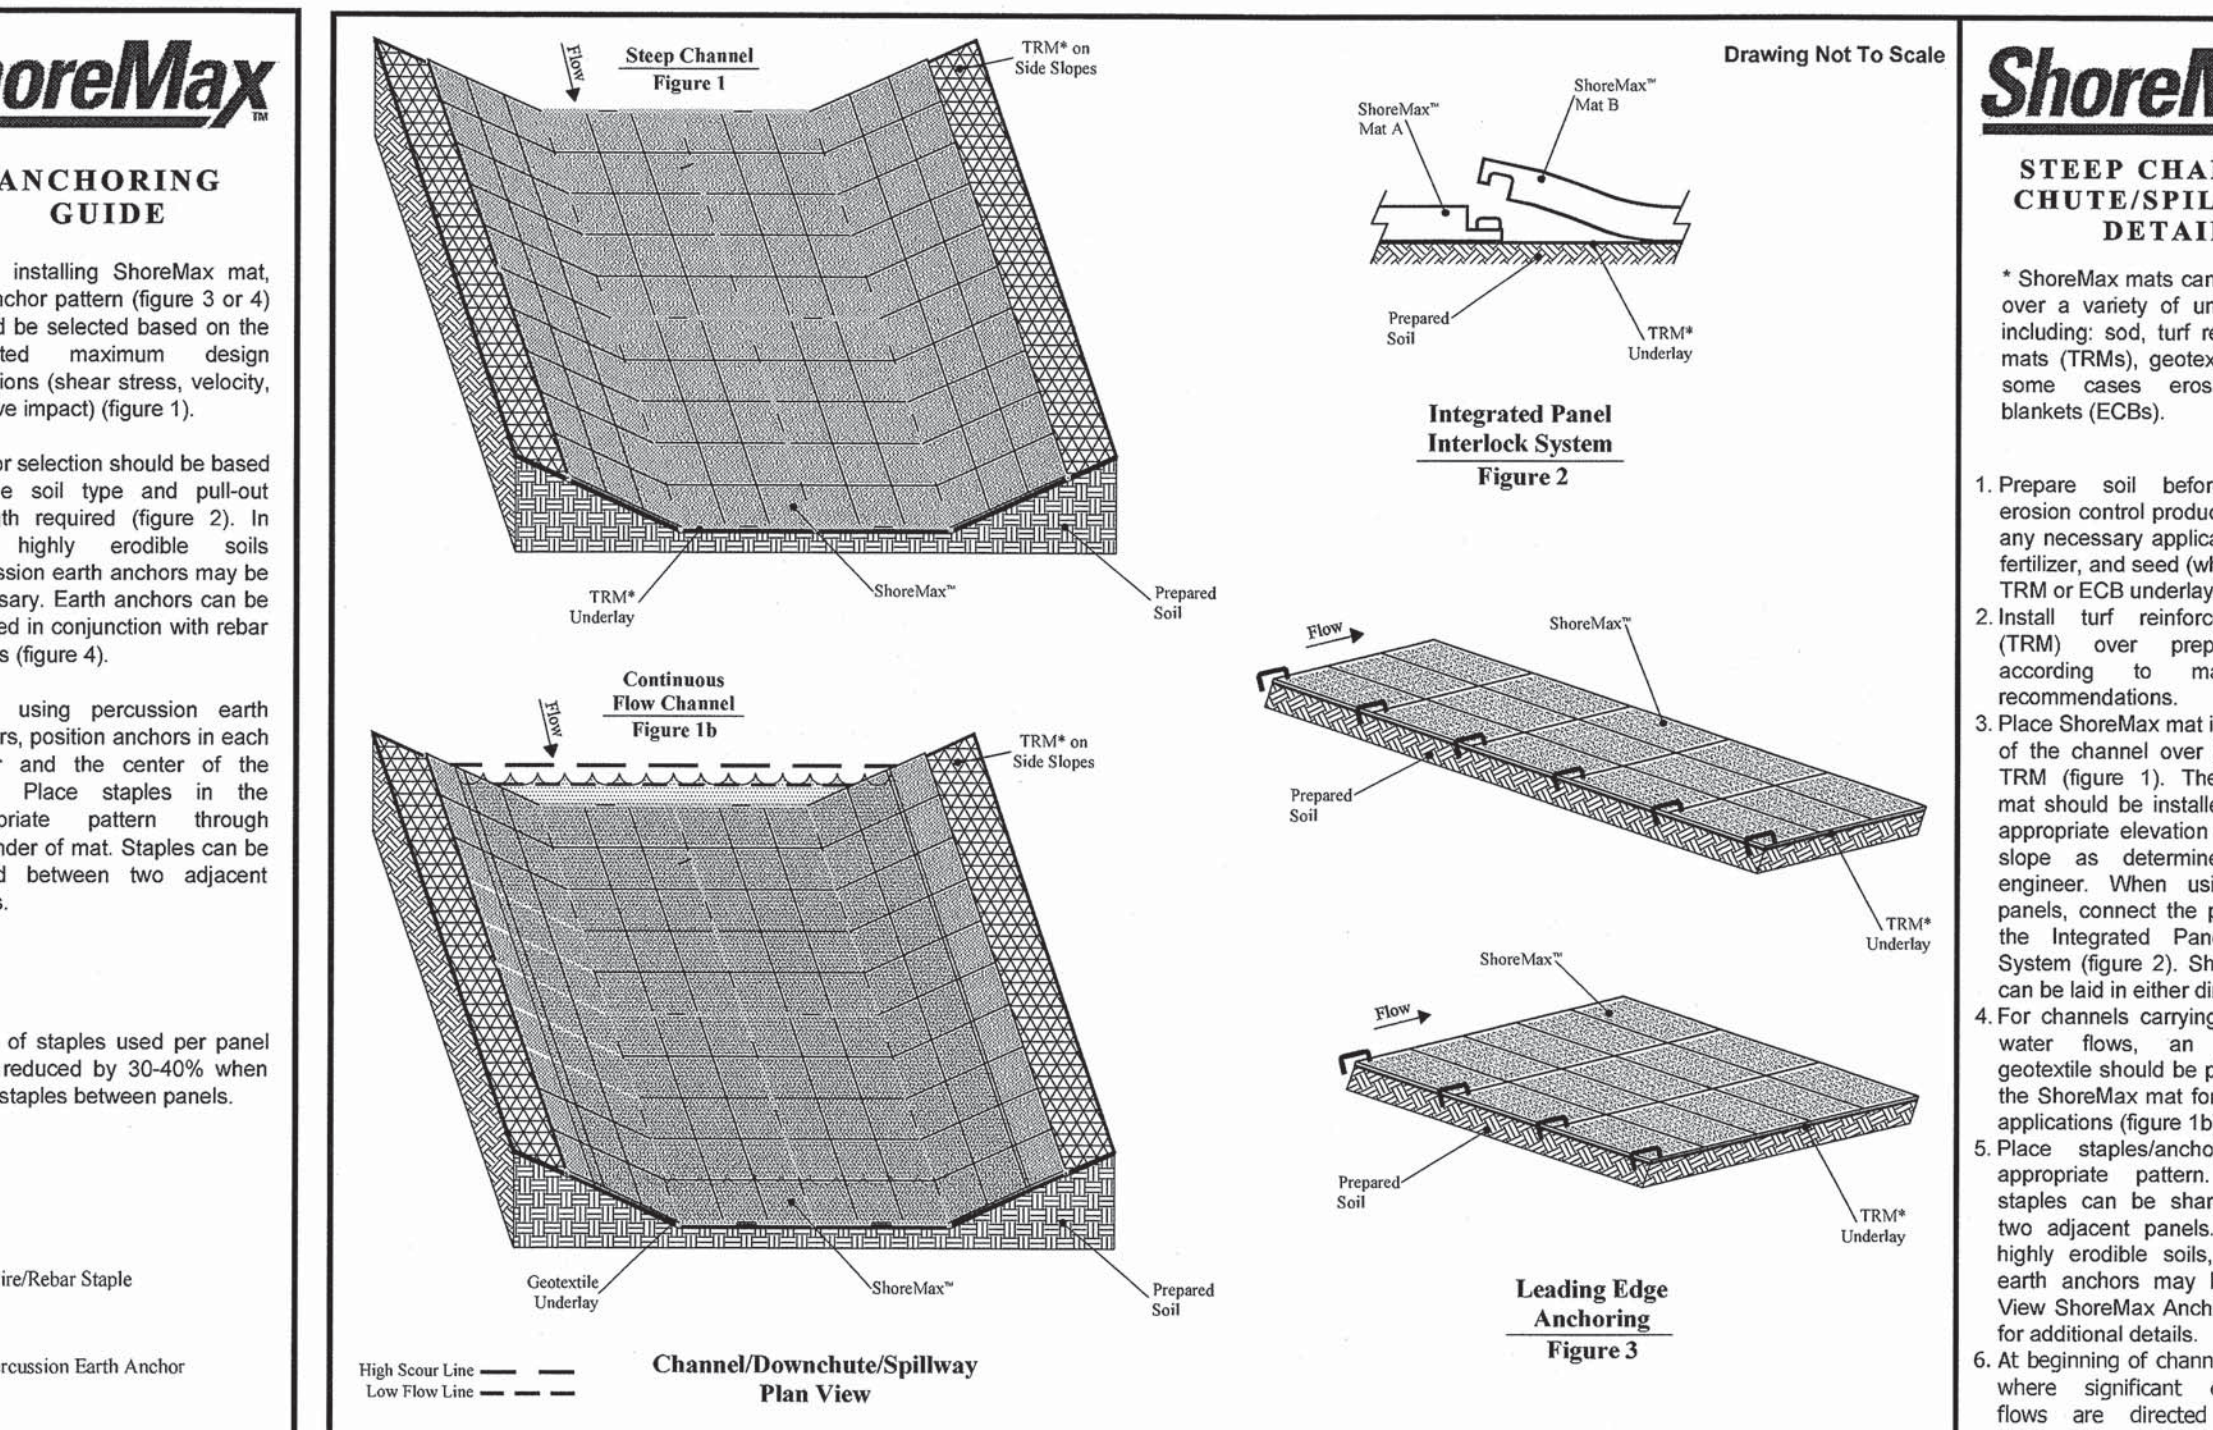 oreMax™
ANCHORING
GUIDE
installing ShoreMax mat,
nchor pattern (figure 3 or 4)
d be selected based on the
ted maximum design
ions (shear stress, velocity,
ve impact) (figure 1).
or selection should be based
e soil type and pull-out
th required (figure 2). In
highly erodible soils
ssion earth anchors may be
sary. Earth anchors can be
ed in conjunction with rebar
s (figure 4).
using percussion earth
rs, position anchors in each
r and the center of the
Place staples in the
priate pattern through
nder of mat. Staples can be
d between two adjacent
s.
of staples used per panel
reduced by 30-40% when
staples between panels.
ire/Rebar Staple
rcussion Earth Anchor
Flow
Steep Channel
Figure 1
TRM* on
Side Slopes
TRM*
Underlay
ShoreMax™
Prepared
Soil
Continuous
Flow Channel
Figure 1b
Flow
TRM* on
Side Slopes
Geotextile
Underlay
ShoreMax™
Prepared
Soil
High Scour Line
Low Flow Line
Channel/Downchute/Spillway
Plan View
Drawing Not To Scale
ShoreMax™
Mat A
ShoreMax™
Mat B
Prepared
Soil
TRM*
Underlay
Integrated Panel
Interlock System
Figure 2
Flow
ShoreMax™
Prepared
Soil
TRM*
Underlay
ShoreMax™
Flow
Prepared
Soil
TRM*
Underlay
Leading Edge
Anchoring
Figure 3
ShoreM
STEEP CHA
CHUTE/SPIL
DETAI
* ShoreMax mats can
over a variety of un
including: sod, turf re
mats (TRMs), geotex
some cases eros
blankets (ECBs).
1. Prepare soil befor
erosion control produc
any necessary applica
fertilizer, and seed (wh
TRM or ECB underlay
2. Install turf reinforc
(TRM) over prep
according to ma
recommendations.
3. Place ShoreMax mat i
of the channel over
TRM (figure 1). The
mat should be installe
appropriate elevation
slope as determine
engineer. When usi
panels, connect the p
the Integrated Pan
System (figure 2). Sh
can be laid in either di
4. For channels carrying
water flows, an
geotextile should be p
the ShoreMax mat for
applications (figure 1b
5. Place staples/ancho
appropriate pattern.
staples can be shar
two adjacent panels.
highly erodible soils,
earth anchors may
View ShoreMax Anch
for additional details.
6. At beginning of chann
where significant
flows are directed